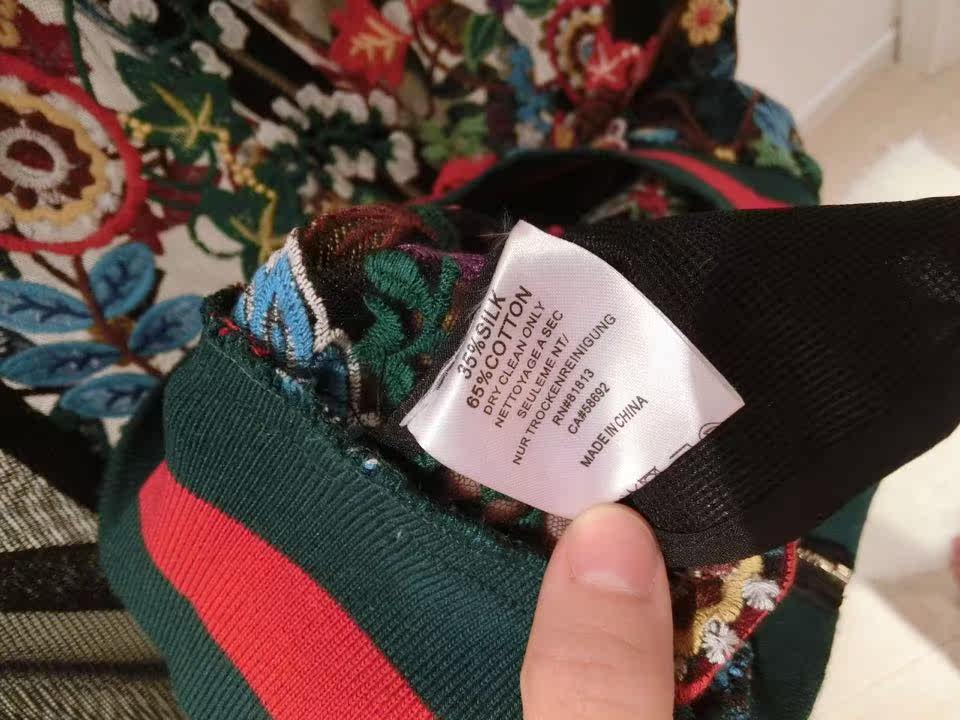 35%SILK
65%COTTON
DRY CLEAN ONLY
NETTOYAGE A SEC
SEULEMENT/
NUR TROCKENREINIGUNG
RN#81813
CA#58692
MADE IN CHINA